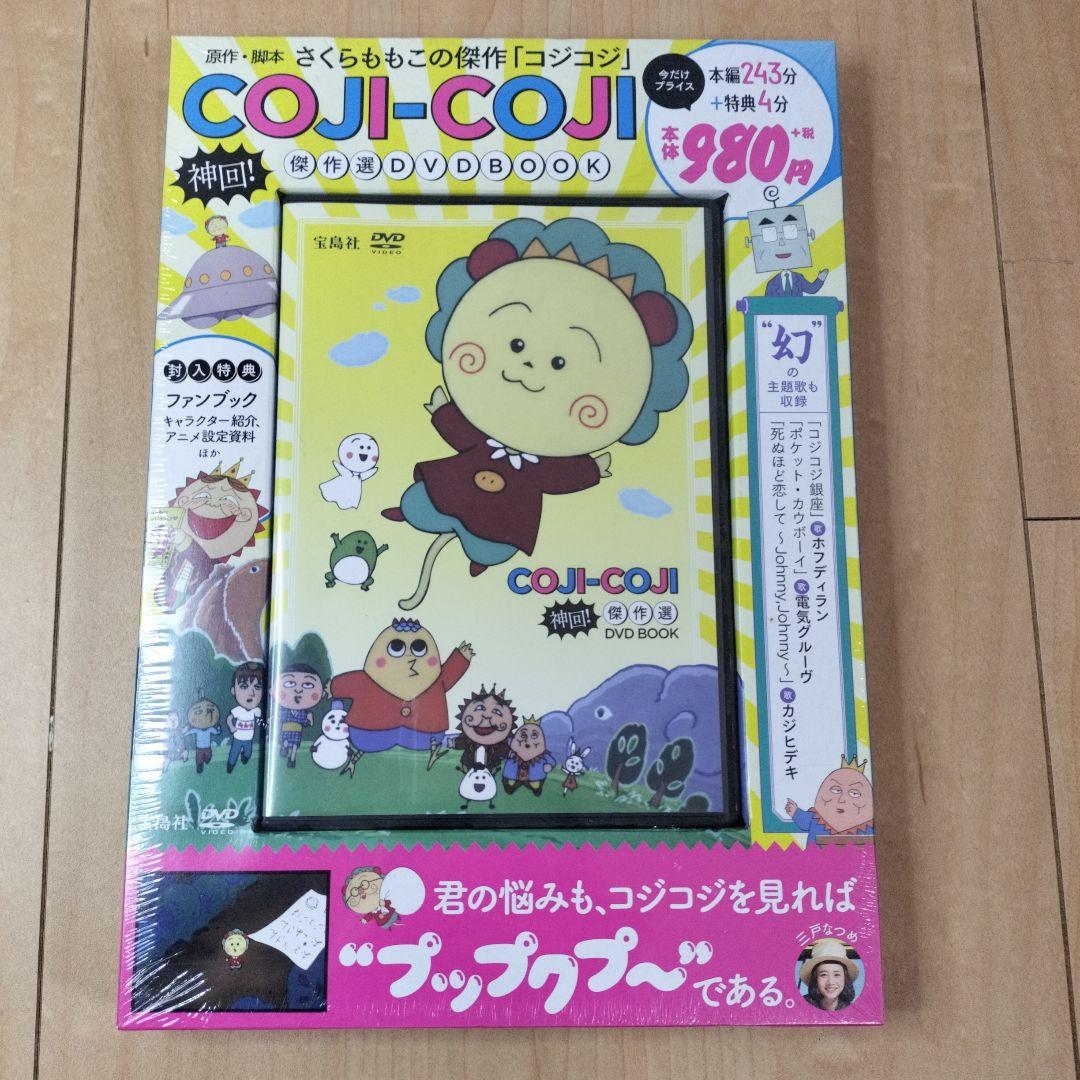 原作・脚本 さくらももこの傑作「コジコジ」
COJI-COJI
神回!
傑作選DVDBOOK
今だけ
プライス
本編243分
+特典4分
本体980円+税
宝島社 DVD
VIDEO
封入特典
ファンブック
キャラクター紹介、
アニメ設定資料
ほか
"幻"
の
主題歌も
収録
「コジコジ銀座」歌 ホフディラン
「ポケット・カウボーイ」歌 電気グルーヴ
「死ぬほど恋して 〜Johnny,Johnny〜」歌 カジヒデキ
COJI-COJI
神回!
傑作選
DVD BOOK
宝島社 DVD
VIDEO
君の悩みも、コジコジを見れば
"プップクプ〜"である。
三戸なつめ